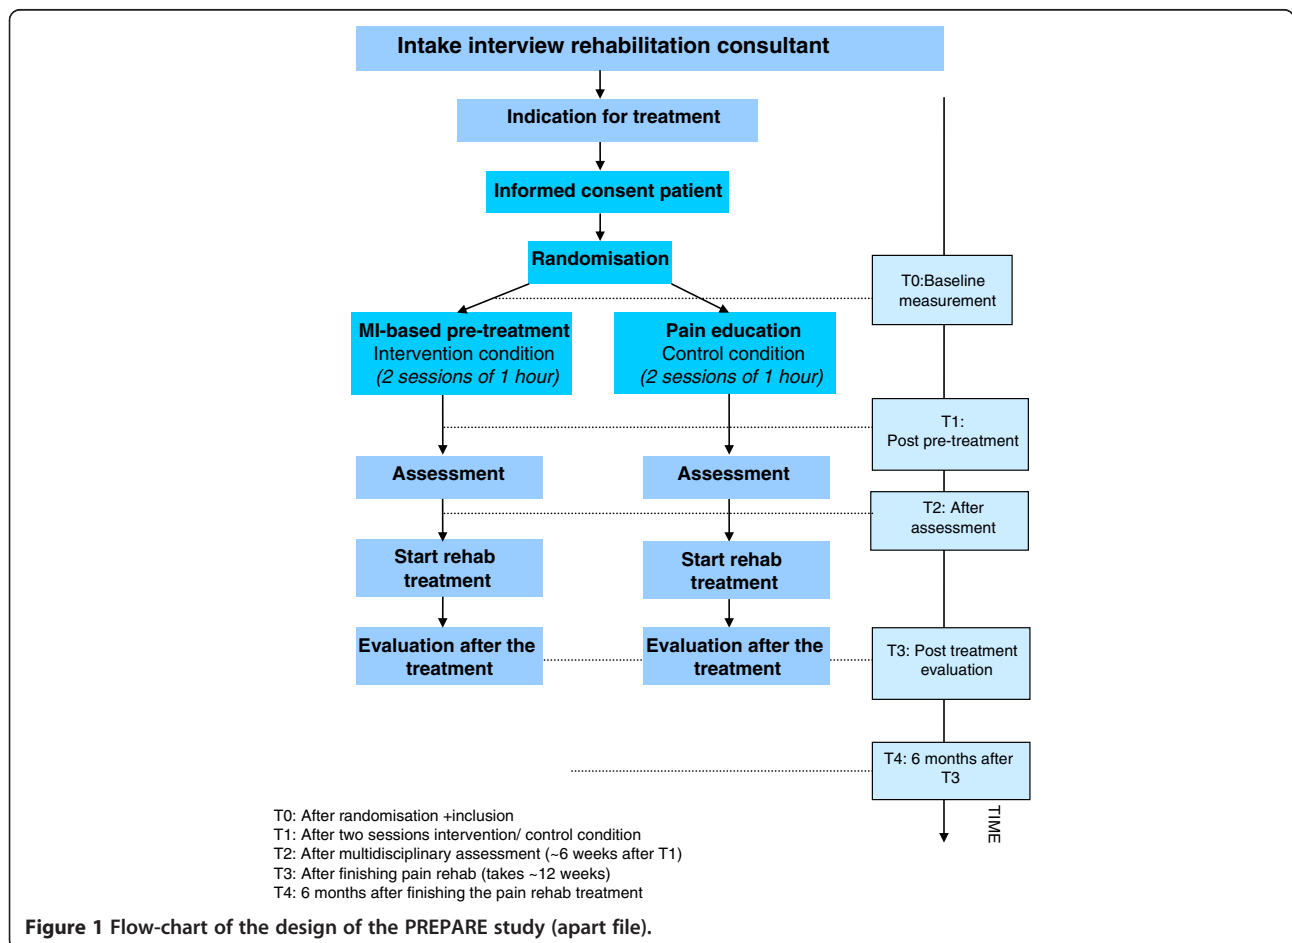 Intake interview rehabilitation consultant
Indication for treatment
Informed consent patient
Randomisation
T0:Baseline
measurement
MI-based pre-treatment
Intervention condition
(2 sessions of 1 hour)
Pain education
Control condition
(2 sessions of 1 hour)
T1:
Post pre-treatment
Assessment
Assessment
T2: After
assessment
Start rehab
treatment
Start rehab
treatment
Evaluation after the
treatment
Evaluation after the
treatment
T3: Post treatment
evaluation
T4: 6 months after
T3
TIME
T0: After randomisation +inclusion
T1: After two sessions intervention/ control condition
T2: After multidisciplinary assessment (~6 weeks after T1)
T3: After finishing pain rehab (takes ~12 weeks)
T4: 6 months after finishing the pain rehab treatment
Figure 1 Flow-chart of the design of the PREPARE study (apart file).